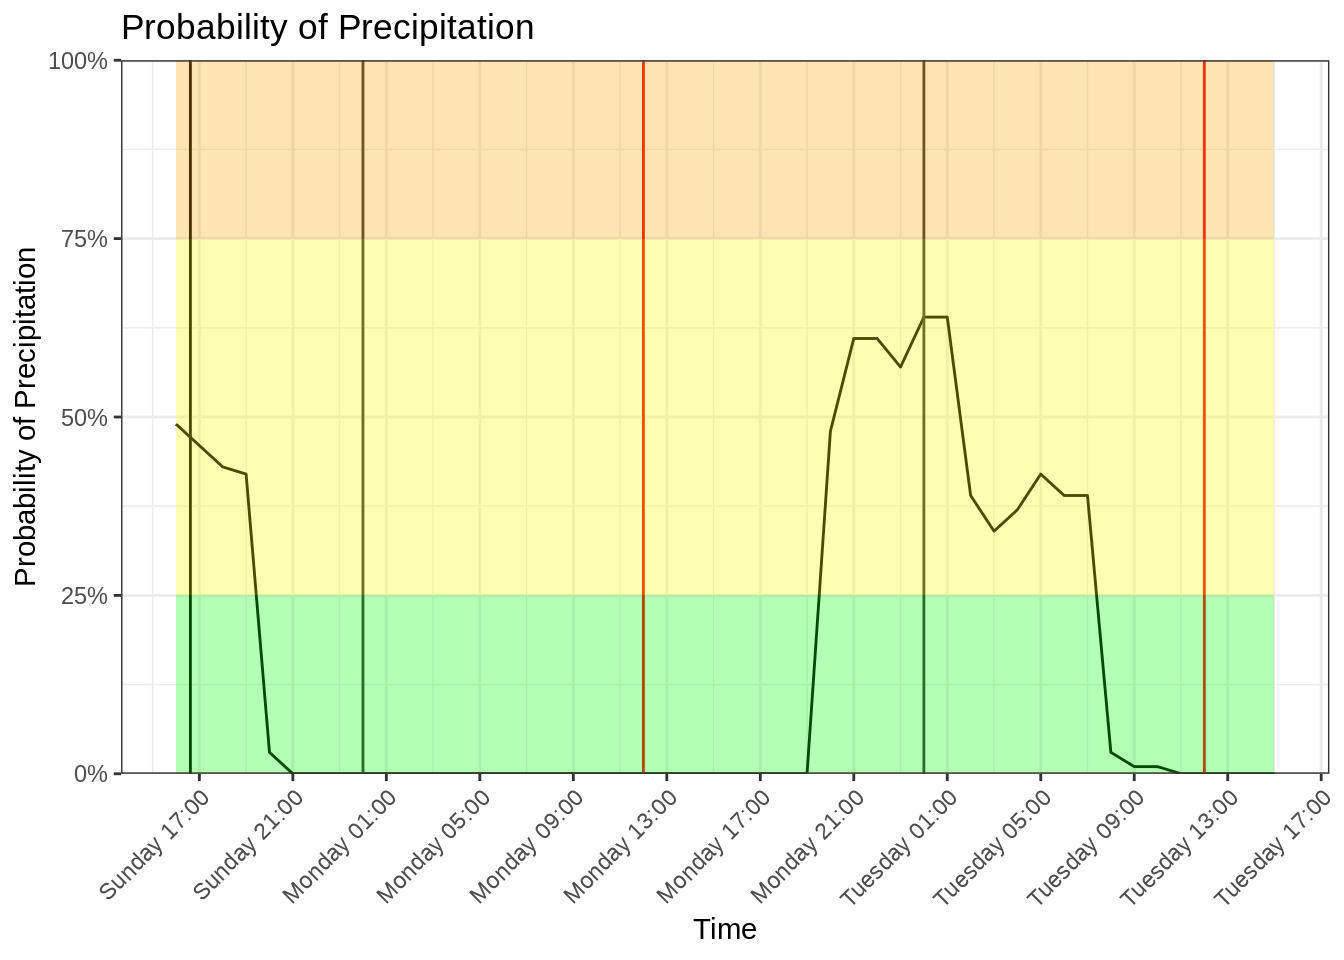 Probability of Precipitation
Probability of Precipitation
100%
75%
50%
25%
0%
Sunday 17:00
Sunday 21:00
Monday 01:00
Monday 05:00
Monday 09:00
Monday 13:00
Monday 17:00
Monday 21:00
Tuesday 01:00
Tuesday 05:00
Tuesday 09:00
Tuesday 13:00
Tuesday 17:00
Time